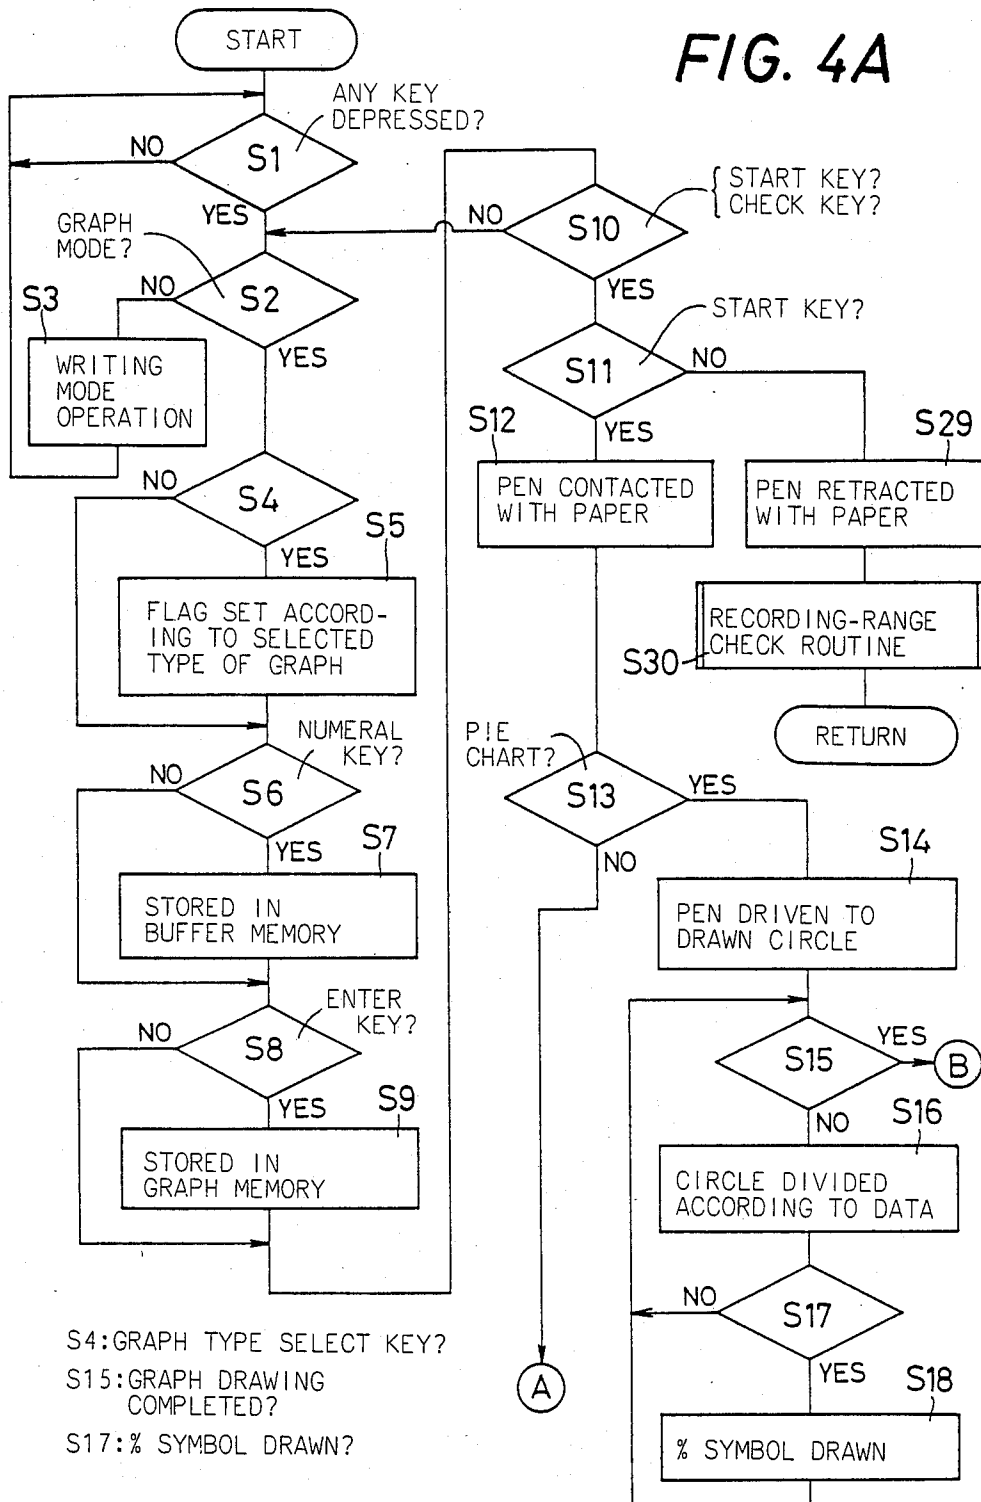 START
FIG. 4A
ANY KEY
DEPRESSED?
NO
S1
YES
GRAPH
MODE?
NO
S2
YES
S3
WRITING
MODE
OPERATION
NO
S4
YES
S5
FLAG SET ACCORD-
ING TO SELECTED
TYPE OF GRAPH
NUMERAL
KEY?
NO
S6
YES
S7
STORED IN
BUFFER MEMORY
ENTER
KEY?
NO
S8
YES
S9
STORED IN
GRAPH MEMORY
START KEY?
CHECK KEY?
NO
S10
YES
START KEY?
S11
NO
YES
S12
PEN CONTACTED
WITH PAPER
S29
PEN RETRACTED
WITH PAPER
RECORDING-RANGE
CHECK ROUTINE
S30
RETURN
PIE
CHART?
S13
YES
NO
S14
PEN DRIVEN TO
DRAWN CIRCLE
S15
YES
B
NO
S16
CIRCLE DIVIDED
ACCORDING TO DATA
NO
S17
YES
S18
% SYMBOL DRAWN
A
S4:GRAPH TYPE SELECT KEY?
S15:GRAPH DRAWING
COMPLETED?
S17:% SYMBOL DRAWN?